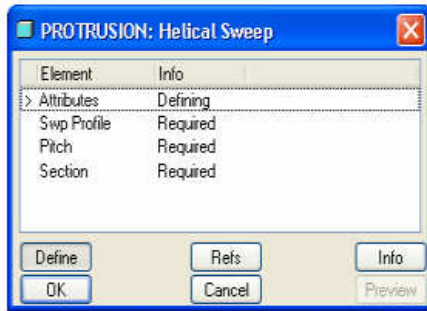 PROTRUSION: Helical Sweep
Element Info
> Attributes Defining
Swp Profile Required
Pitch Required
Section Required
Define Refs Info
OK Cancel Preview